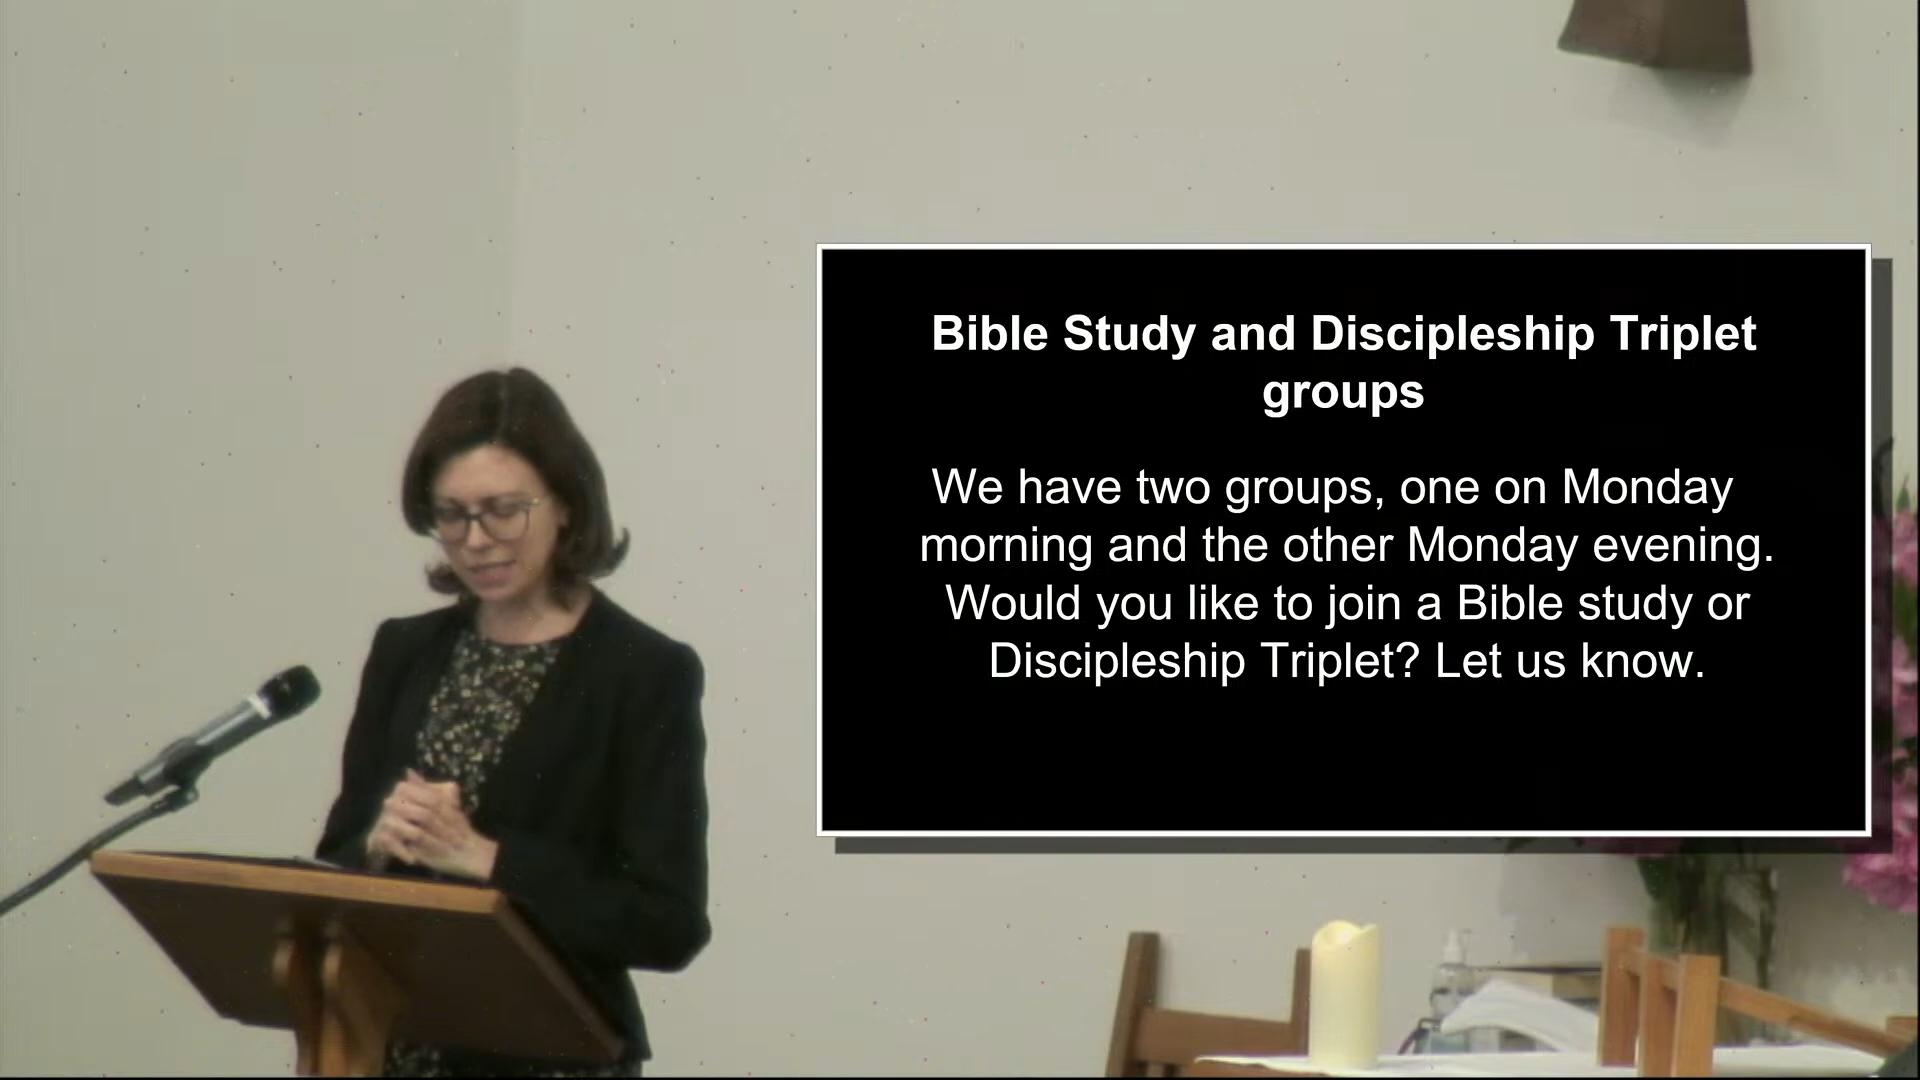 Bible Study and Discipleship Triplet
groups
We have two groups, one on Monday
morning and the other Monday evening.
Would you like to join a Bible study or
Discipleship Triplet? Let us know.